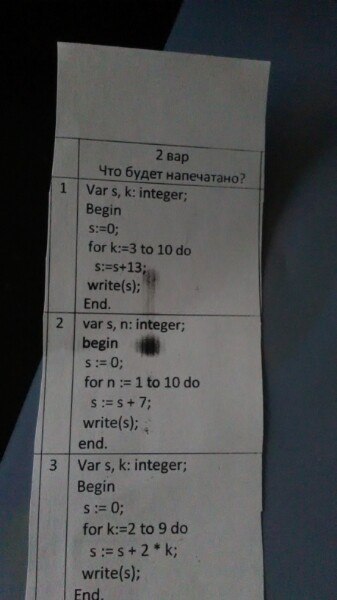 2 вар
Что будет напечатано?
1 Var s, k: integer;
Begin
s:=0;
for k:=3 to 10 do
s:=s+13;
write(s);
End.
2 var s, n: integer;
begin
s := 0;
for n := 1 to 10 do
s := s + 7;
write(s);
end.
3 Var s, k: integer;
Begin
s := 0;
for k:=2 to 9 do
s := s + 2 * k;
write(s);
End.